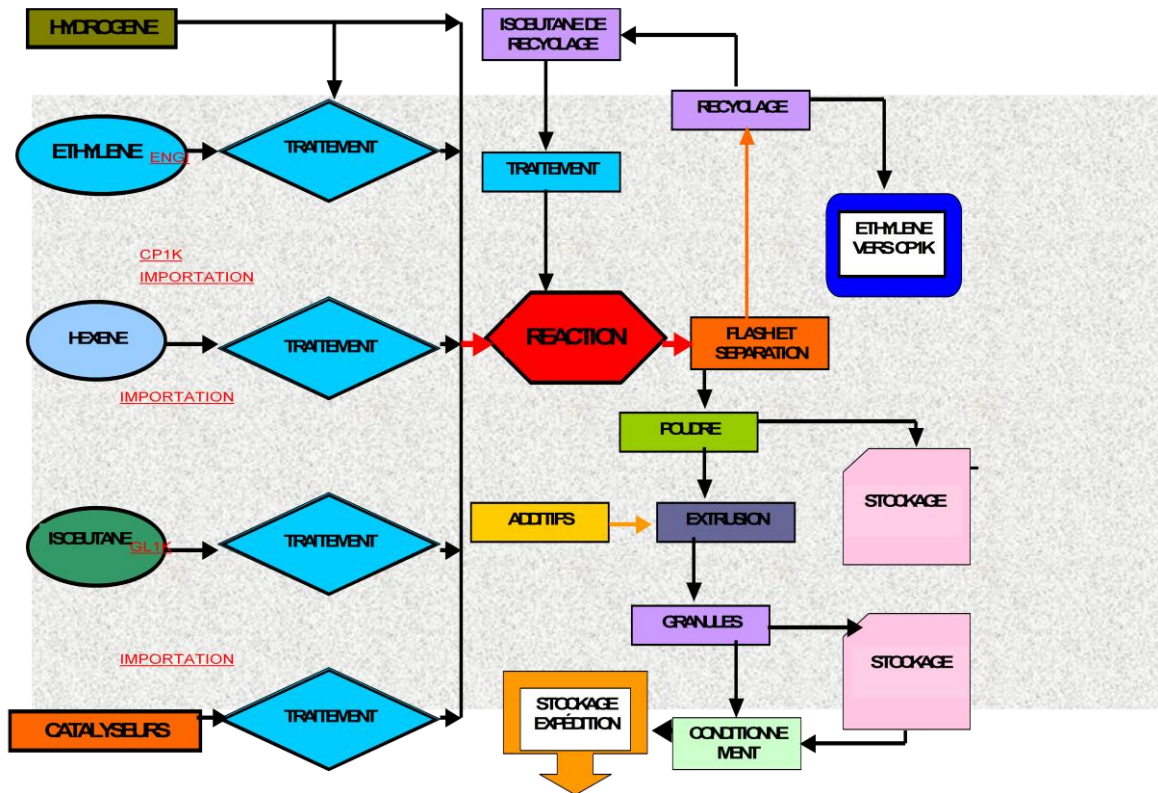 HYDROGENE
ISOBUTANE DE
RECYCLAGE
RECYCLAGE
ETHYLENE
ENGI
TRAITEMENT
TRAITEMENT
ETHYLENE
VERS CP1K
CP1K
IMPORTATION
HEXENE
TRAITEMENT
REACTION
FLASH ET
SEPARATION
IMPORTATION
POUDRE
STOCKAGE
ADDITIFS
EXTRUSION
ISOBUTANE
GL1K
TRAITEMENT
GRANULES
STOCKAGE
IMPORTATION
CATALYSEURS
TRAITEMENT
STOCKAGE
EXPÉDITION
CONDITIONNE
MENT